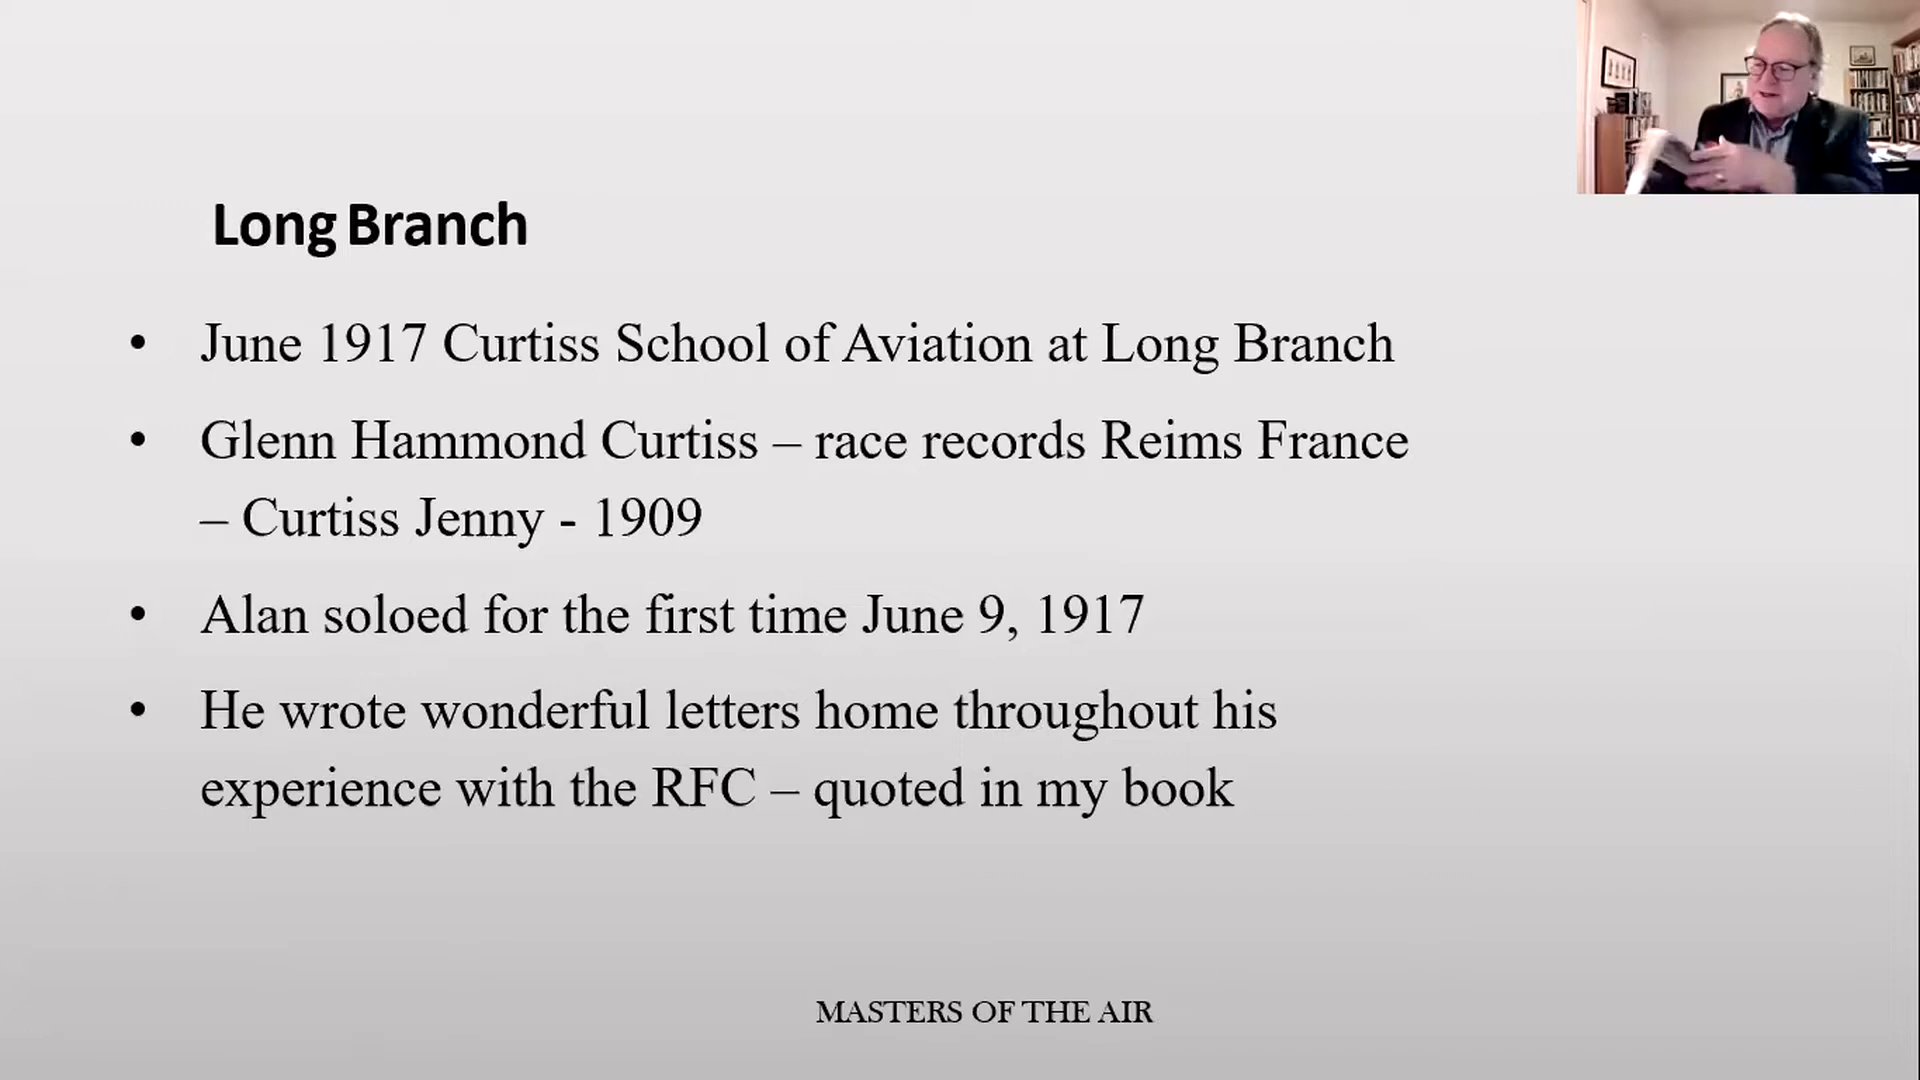 Long Branch
• June 1917 Curtiss School of Aviation at Long Branch
• Glenn Hammond Curtiss – race records Reims France
– Curtiss Jenny - 1909
• Alan soloed for the first time June 9, 1917
• He wrote wonderful letters home throughout his
experience with the RFC – quoted in my book
MASTERS OF THE AIR